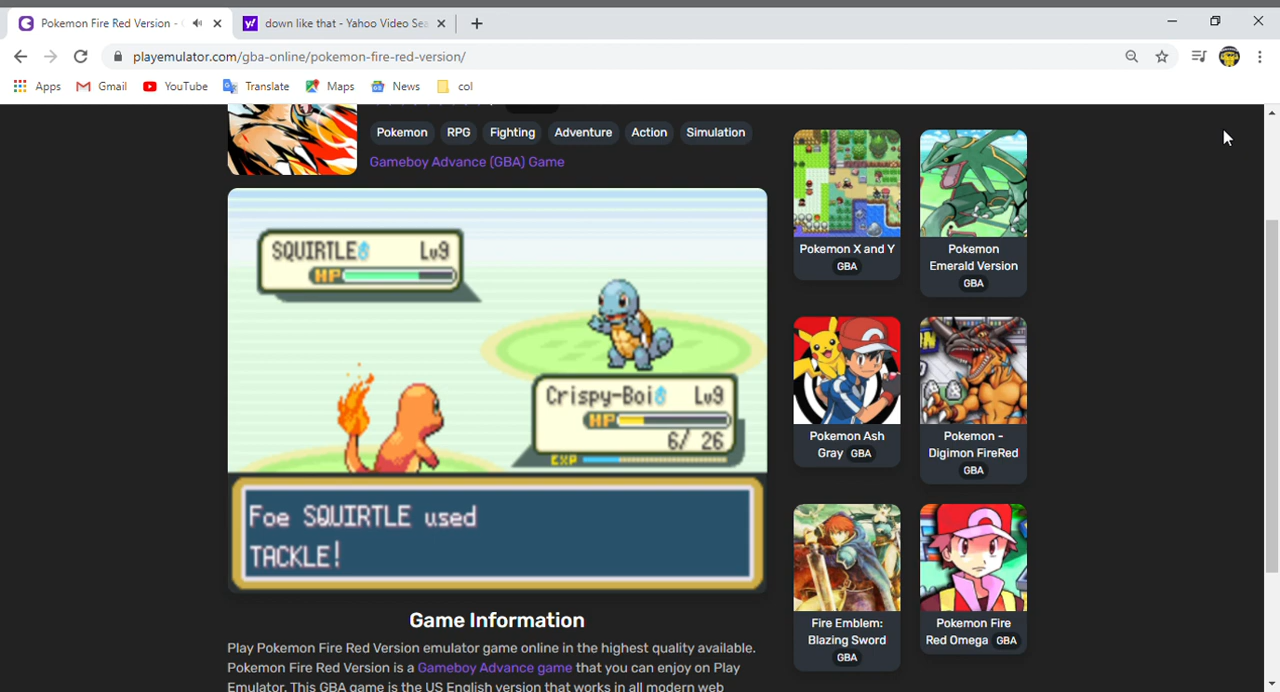 Pokemon Fire Red Version -
down like that - Yahoo Video Sea
playemulator.com/gba-online/pokemon-fire-red-version/
Apps Gmail YouTube Translate Maps News col
Pokemon RPG Fighting Adventure Action Simulation
Gameboy Advance (GBA) Game
SQUIRTLE♂ Lv9
HP
Crispy-Boi♂ Lv9
HP
6/ 26
EXP
Foe SQUIRTLE used
TACKLE!
Game Information
Play Pokemon Fire Red Version emulator game online in the highest quality available.
Pokemon Fire Red Version is a Gameboy Advance game that you can enjoy on Play
Emulator. This GBA game is the US English version that works in all modern web
Pokemon X and Y
GBA
Pokemon
Emerald Version
GBA
Pokemon Ash
Gray GBA
Pokemon -
Digimon FireRed
GBA
Fire Emblem:
Blazing Sword
GBA
Pokemon Fire
Red Omega GBA